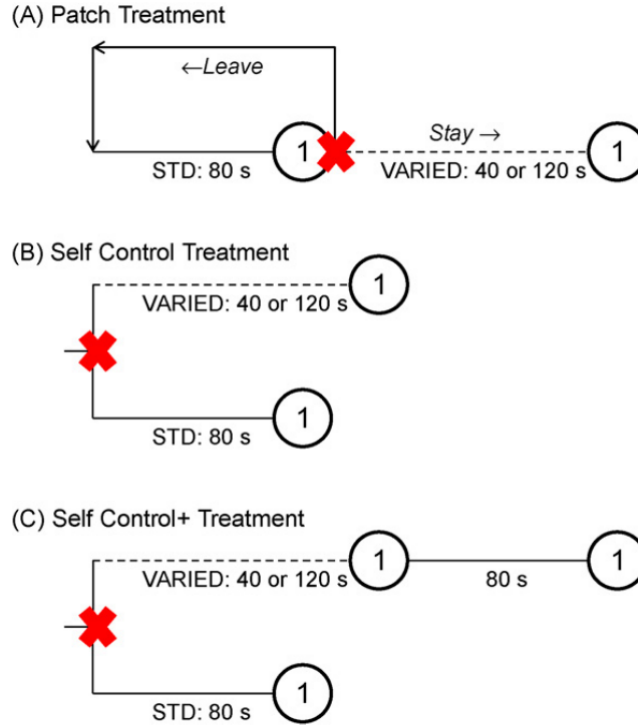 (A) Patch Treatment
←Leave
1
Stay →
1
STD: 80 s
VARIED: 40 or 120 s
(B) Self Control Treatment
1
VARIED: 40 or 120 s
1
STD: 80 s
(C) Self Control+ Treatment
1
1
VARIED: 40 or 120 s
80 s
1
STD: 80 s